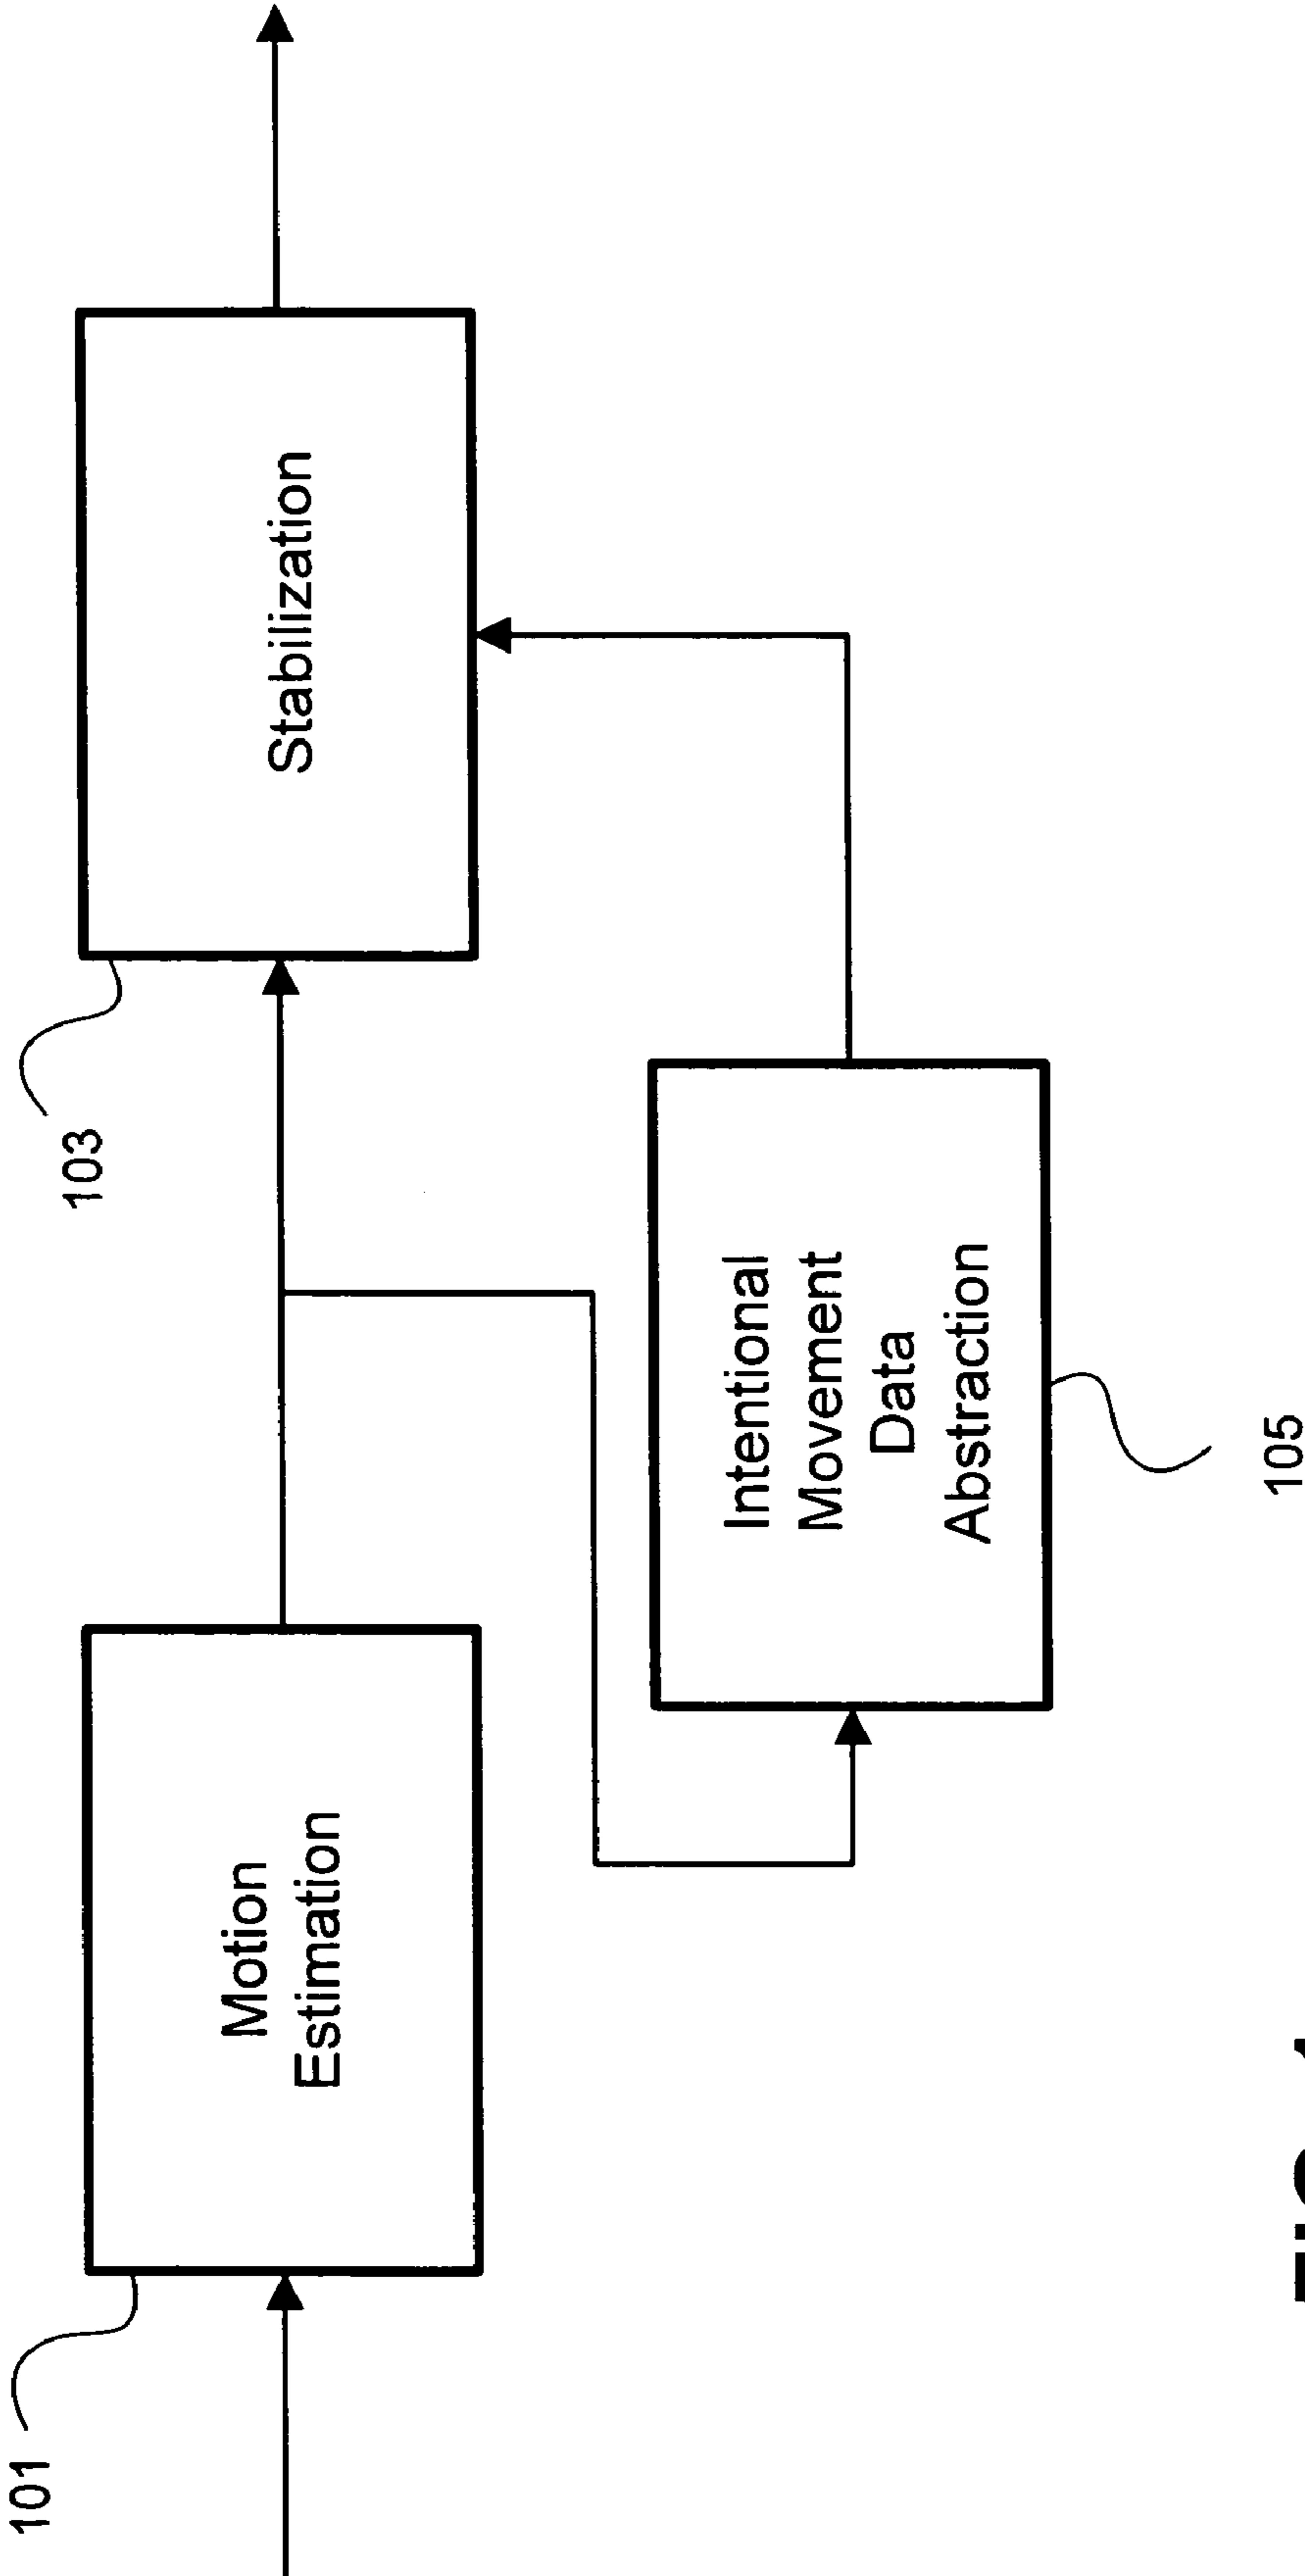 101
Motion
Estimation
103
Stabilization
Intentional
Movement
Data
Abstraction
105